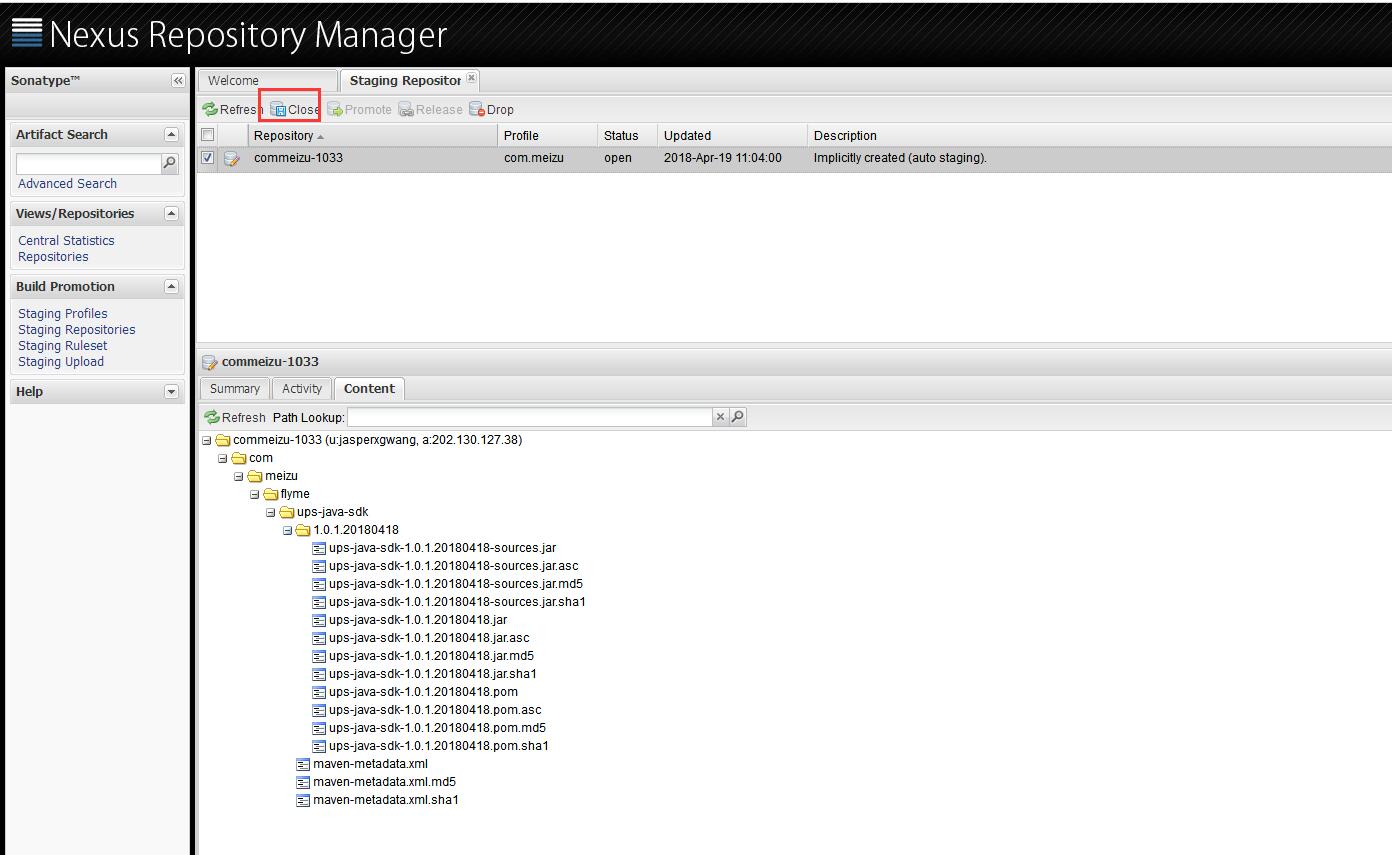 Nexus Repository Manager
Sonatype™
Artifact Search
Advanced Search
Views/Repositories
Central Statistics
Repositories
Build Promotion
Staging Profiles
Staging Repositories
Staging Ruleset
Staging Upload
Help
Welcome Staging Repositor
Refresh Close Promote Release Drop
Repository Profile Status Updated Description
commeizu-1033 com.meizu open 2018-Apr-19 11:04:00 Implicitly created (auto staging).
commeizu-1033
Summary Activity Content
Refresh Path Lookup:
commeizu-1033 (u:jasperxgwang, a:202.130.127.38)
com
meizu
flyme
ups-java-sdk
1.0.1.20180418
ups-java-sdk-1.0.1.20180418-sources.jar
ups-java-sdk-1.0.1.20180418-sources.jar.asc
ups-java-sdk-1.0.1.20180418-sources.jar.md5
ups-java-sdk-1.0.1.20180418-sources.jar.sha1
ups-java-sdk-1.0.1.20180418.jar
ups-java-sdk-1.0.1.20180418.jar.asc
ups-java-sdk-1.0.1.20180418.jar.md5
ups-java-sdk-1.0.1.20180418.jar.sha1
ups-java-sdk-1.0.1.20180418.pom
ups-java-sdk-1.0.1.20180418.pom.asc
ups-java-sdk-1.0.1.20180418.pom.md5
ups-java-sdk-1.0.1.20180418.pom.sha1
maven-metadata.xml
maven-metadata.xml.md5
maven-metadata.xml.sha1